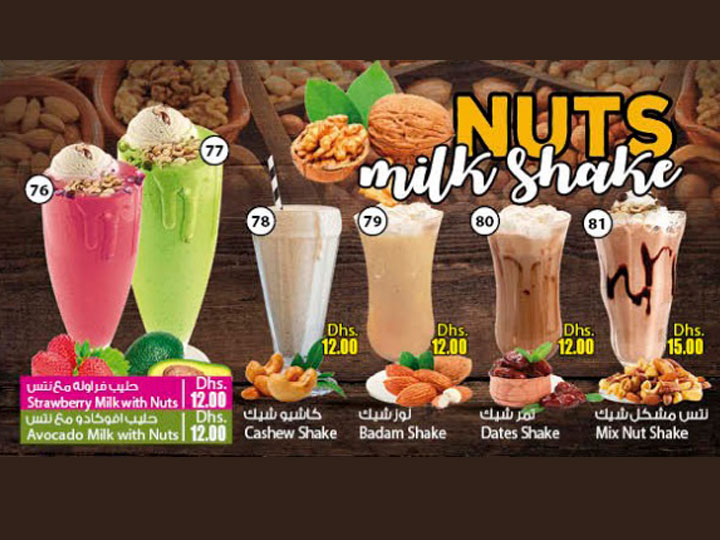 NUTS
milk Shake
76
77
78
79
80
81
حليب فراولة مع نتس
Strawberry Milk with Nuts
Dhs.
12.00
حليب افوكادو مع نتس
Avocado Milk with Nuts
Dhs.
12.00
Dhs.
12.00
كاشيو شيك
Cashew Shake
Dhs.
12.00
لوز شيك
Badam Shake
Dhs.
12.00
تمر شيك
Dates Shake
Dhs.
15.00
نتس مشكل شيك
Mix Nut Shake